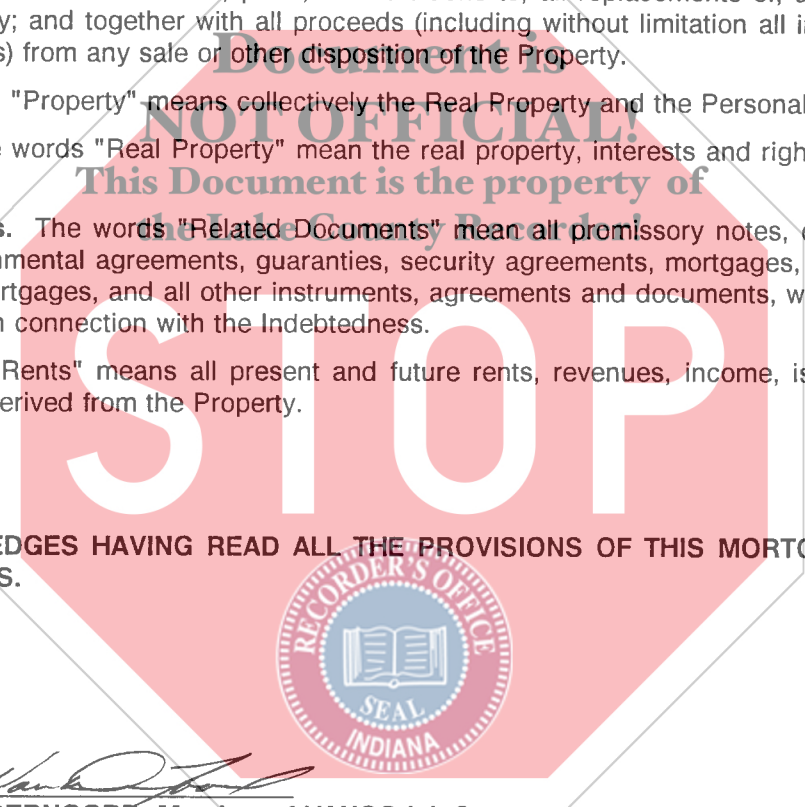 y; and together with all proceeds (including without limitation all i
s) from any sale or other disposition of the Property.
Document is
"Property" means collectively the Real Property and the Personal
NOT OFFICIAL!
words "Real Property" mean the real property, interests and righ
This Document is the property of
s. The words "Related Documents" mean all promissory notes,
the Lake County Recorder!
nmental agreements, guaranties, security agreements, mortgages,
rtgages, and all other instruments, agreements and documents, w
n connection with the Indebtedness.
Rents" means all present and future rents, revenues, income, is
erived from the Property.
STOP
EDGES HAVING READ ALL THE PROVISIONS OF THIS MORTG
S.
RECORDER'S OFFICE
SEAL
INDIANA